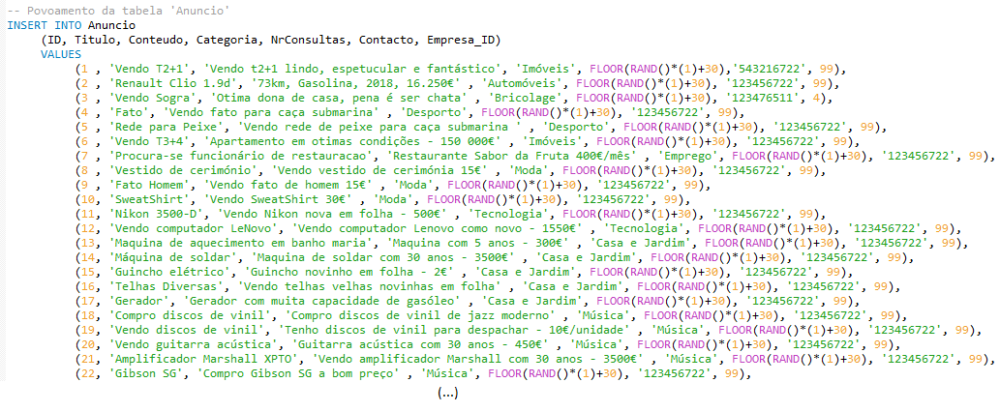 -- Povoamento da tabela 'Anuncio'
INSERT INTO Anuncio
(ID, Titulo, Conteudo, Categoria, NrConsultas, Contacto, Empresa_ID)
VALUES
(1 , 'Vendo T2+1', 'Vendo t2+1 lindo, espetucular e fantástico', 'Imóveis', FLOOR(RAND()*(1)+30),'543216722', 99),
(2 , 'Renault Clio 1.9d', '73km, Gasolina, 2018, 16.250€' , 'Automóveis', FLOOR(RAND()*(1)+30), '123456722', 99),
(3 , 'Vendo Sogra', 'Otima dona de casa, pena é ser chata' , 'Bricolage', FLOOR(RAND()*(1)+30), '123476511', 4),
(4 , 'Fato', 'Vendo fato para caça submarina' , 'Desporto', FLOOR(RAND()*(1)+30), '123456722', 99),
(5 , 'Rede para Peixe', 'Vendo rede de peixe para caça submarina ' , 'Desporto', FLOOR(RAND()*(1)+30), '123456722', 99),
(6 , 'Vendo T3+4', 'Apartamento em otimas condições - 150 000€' , 'Imóveis', FLOOR(RAND()*(1)+30), '123456722', 99),
(7 , 'Procura-se funcionário de restauracao', 'Restaurante Sabor da Fruta 400€/mês' , 'Emprego', FLOOR(RAND()*(1)+30), '123456722', 99),
(8 , 'Vestido de cerimónio', 'Vendo vestido de cerimónia 15€' , 'Moda', FLOOR(RAND()*(1)+30), '123456722', 99),
(9 , 'Fato Homem', 'Vendo fato de homem 15€' , 'Moda', FLOOR(RAND()*(1)+30), '123456722', 99),
(10, 'SweatShirt', 'Vendo SweatShirt 30€' , 'Moda', FLOOR(RAND()*(1)+30), '123456722', 99),
(11, 'Nikon 3500-D', 'Vendo Nikon nova em folha - 500€' , 'Tecnologia', FLOOR(RAND()*(1)+30), '123456722', 99),
(12, 'Vendo computador LeNovo', 'Vendo computador Lenovo como novo - 1550€' , 'Tecnologia', FLOOR(RAND()*(1)+30), '123456722', 99),
(13, 'Maquina de aquecimento em banho maria', 'Maquina com 5 anos - 300€' , 'Casa e Jardim', FLOOR(RAND()*(1)+30), '123456722', 99),
(14, 'Máquina de soldar', 'Maquina de soldar com 30 anos - 3500€' , 'Casa e Jardim', FLOOR(RAND()*(1)+30), '123456722', 99),
(15, 'Guincho elétrico', 'Guincho novinho em folha - 2€' , 'Casa e Jardim', FLOOR(RAND()*(1)+30), '123456722', 99),
(16, 'Telhas Diversas', 'Vendo telhas velhas novinhas em folha' , 'Casa e Jardim', FLOOR(RAND()*(1)+30), '123456722', 99),
(17, 'Gerador', 'Gerador com muita capacidade de gasóleo' , 'Casa e Jardim', FLOOR(RAND()*(1)+30), '123456722', 99),
(18, 'Compro discos de vinil', 'Compro discos de vinil de jazz moderno' , 'Música', FLOOR(RAND()*(1)+30), '123456722', 99),
(19, 'Vendo discos de vinil', 'Tenho discos de vinil para despachar - 10€/unidade' , 'Música', FLOOR(RAND()*(1)+30), '123456722', 99),
(20, 'Vendo guitarra acústica', 'Guitarra acústica com 30 anos - 450€' , 'Música', FLOOR(RAND()*(1)+30), '123456722', 99),
(21, 'Amplificador Marshall XPTO', 'Vendo amplificador Marshall com 30 anos - 3500€' , 'Música', FLOOR(RAND()*(1)+30), '123456722', 99),
(22, 'Gibson SG', 'Compro Gibson SG a bom preço' , 'Música', FLOOR(RAND()*(1)+30), '123456722', 99),
(...)